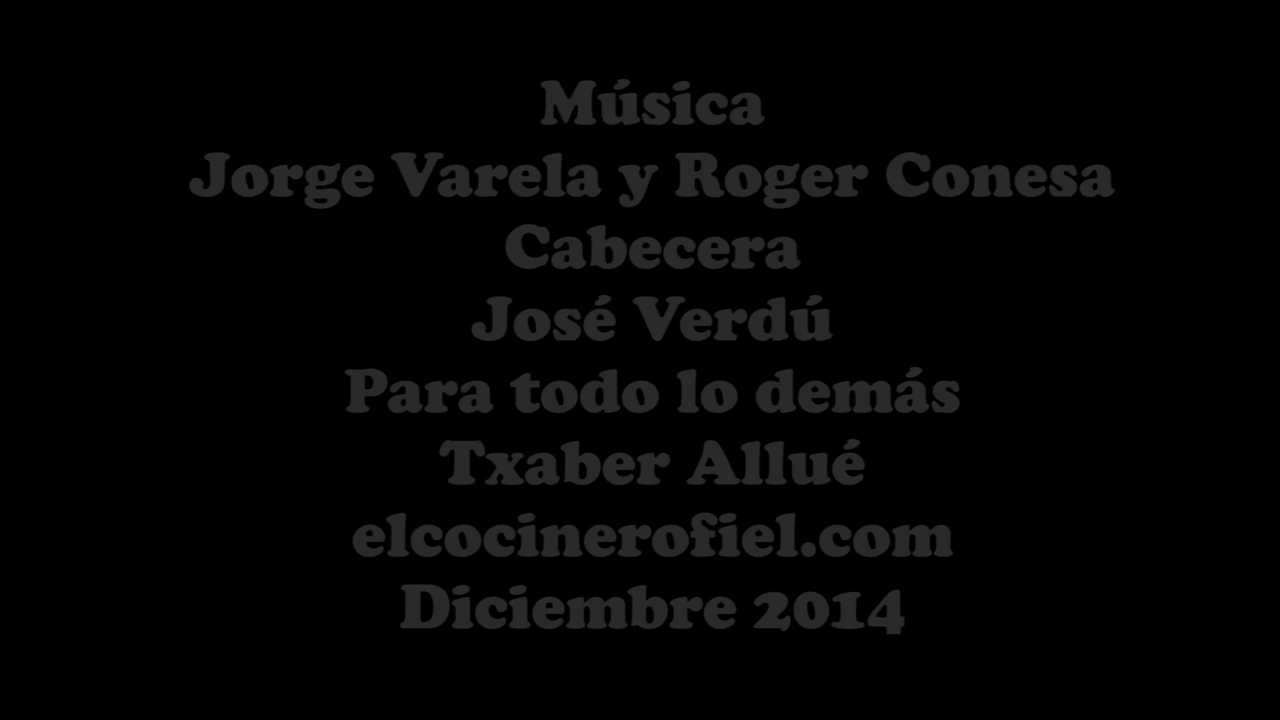 Música
Jorge Varela y Roger Conesa
Cabecera
José Verdú
Para todo lo demás
Txaber Allué
elcocinerofiel.com
Diciembre 2014